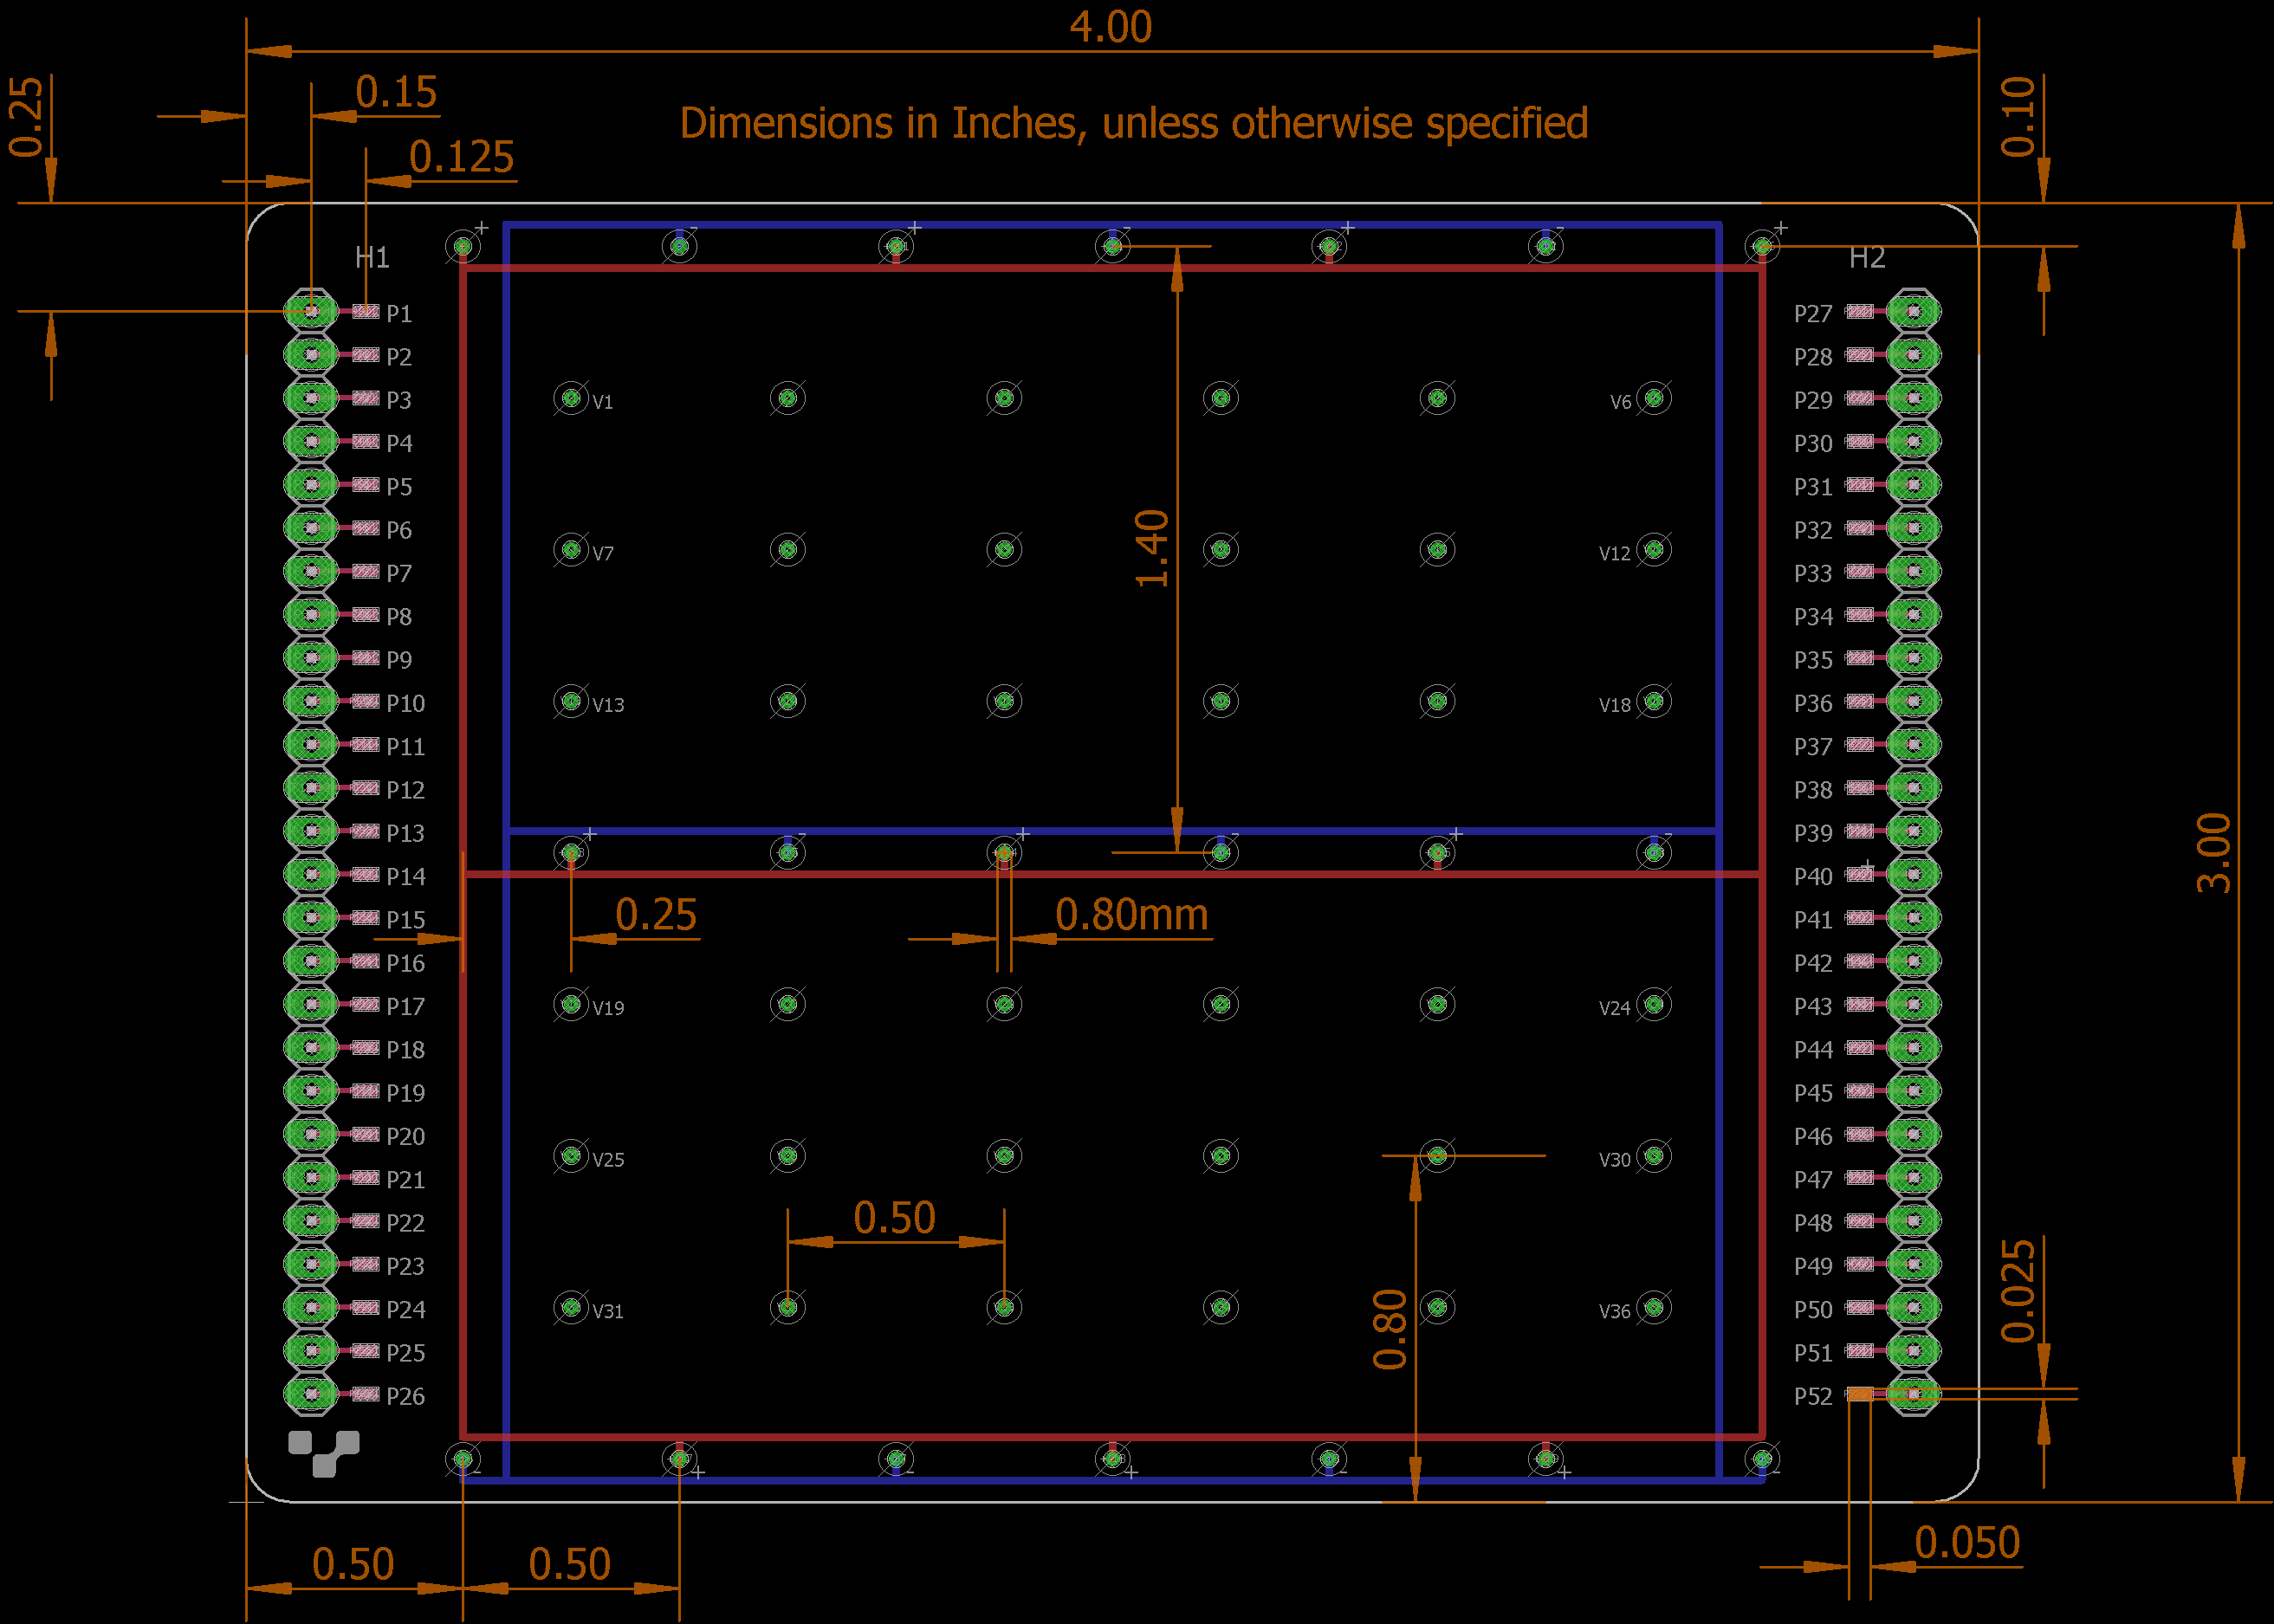 4.00
0.25
0.15
0.10
Dimensions in Inches, unless otherwise specified
0.125
H1
H2
P1
P27
P2
P28
P3
V1
V6
P29
P4
P30
P5
P31
P6
P32
V7
V12
1.40
P7
P33
P8
P34
P9
P35
P10
V13
V18
P36
P11
P37
P12
P38
P13
P39
3.00
P14
P40
P15
0.25
0.80mm
P41
P16
P42
P17
V19
V24
P43
P18
P44
P19
P45
P20
P46
V25
V30
P21
P47
P22
0.50
P48
P23
P49
0.025
P24
V31
0.80
V36
P50
P25
P51
P26
P52
0.50
0.50
0.050